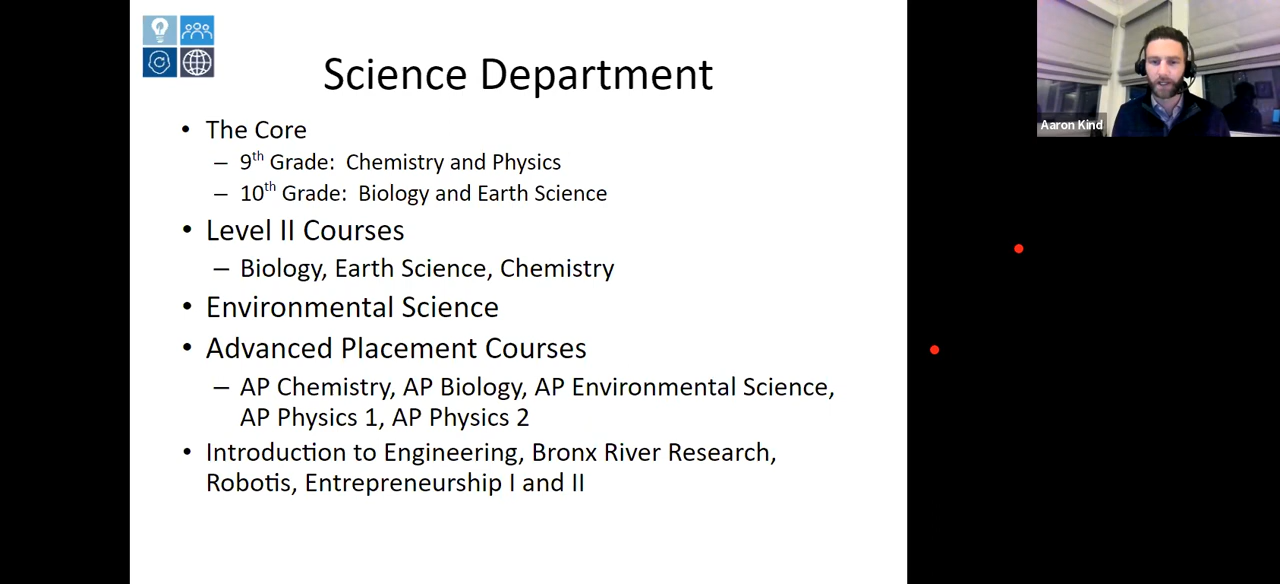 Science Department
• The Core
– 9th Grade: Chemistry and Physics
– 10th Grade: Biology and Earth Science
• Level II Courses
– Biology, Earth Science, Chemistry
• Environmental Science
• Advanced Placement Courses
– AP Chemistry, AP Biology, AP Environmental Science,
AP Physics 1, AP Physics 2
• Introduction to Engineering, Bronx River Research,
Robotis, Entrepreneurship I and II
Aaron Kind